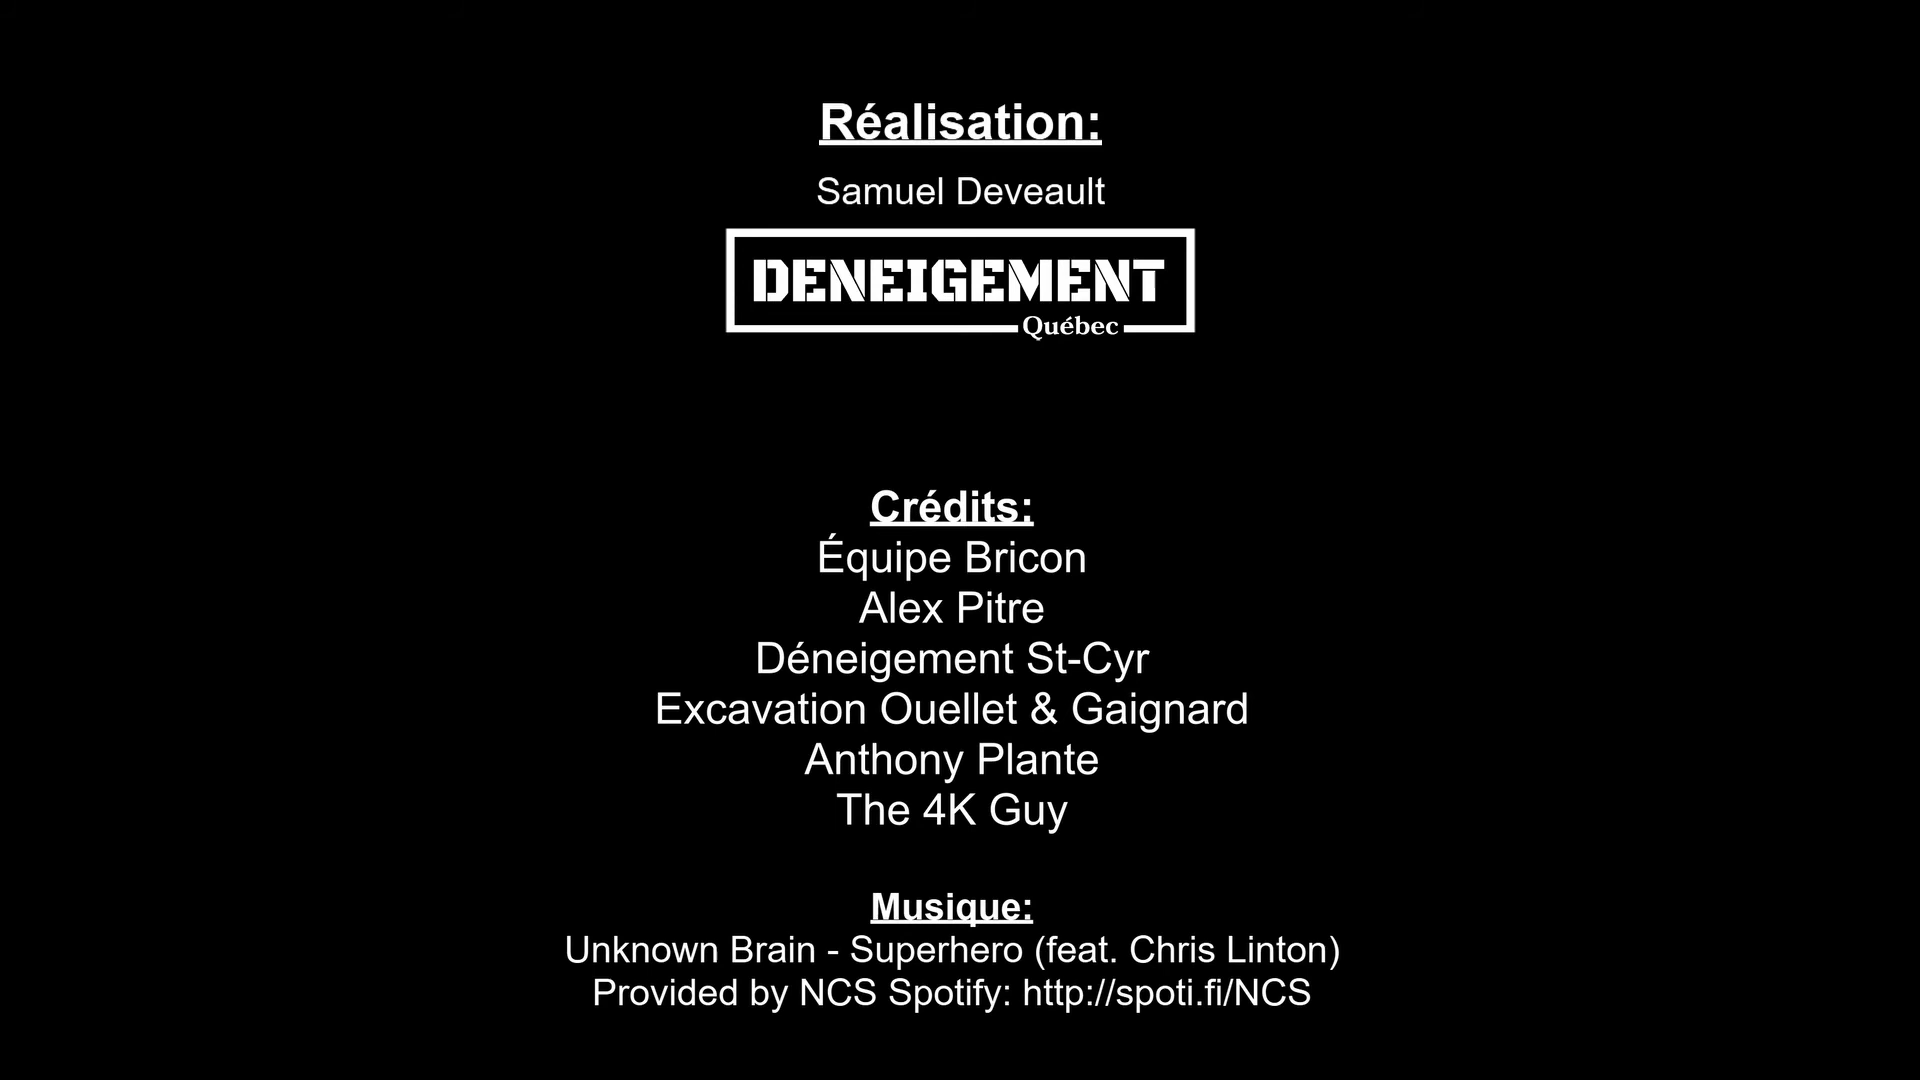 Réalisation:
Samuel Deveault
DENEIGEMENT
Québec
Crédits:
Équipe Bricon
Alex Pitre
Déneigement St-Cyr
Excavation Ouellet & Gaignard
Anthony Plante
The 4K Guy
Musique:
Unknown Brain - Superhero (feat. Chris Linton)
Provided by NCS Spotify: http://spoti.fi/NCS